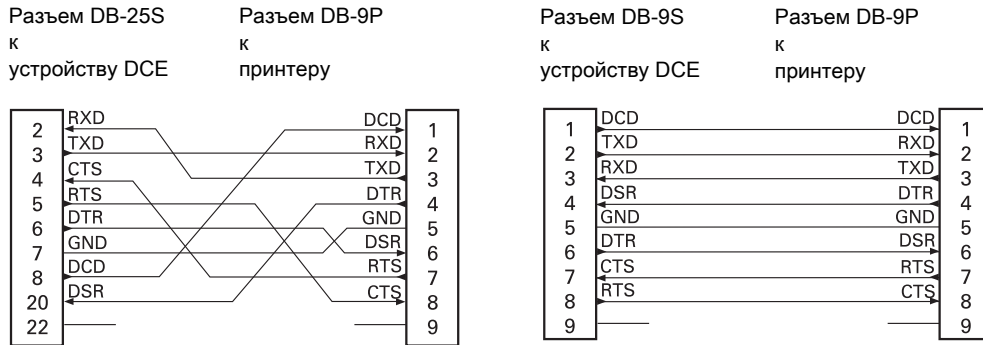 Разъем DB-25S
к
устройству DCE
Разъем DB-9P
к
принтеру
2 RXD DCD 1
3 TXD RXD 2
4 CTS TXD 3
5 RTS DTR 4
6 DTR GND 5
7 GND DSR 6
8 DCD RTS 7
20 DSR CTS 8
22 9
Разъем DB-9S
к
устройству DCE
Разъем DB-9P
к
принтеру
1 DCD DCD 1
2 TXD RXD 2
3 RXD TXD 3
4 DSR DTR 4
5 GND GND 5
6 DTR DSR 6
7 CTS RTS 7
8 RTS CTS 8
9 9